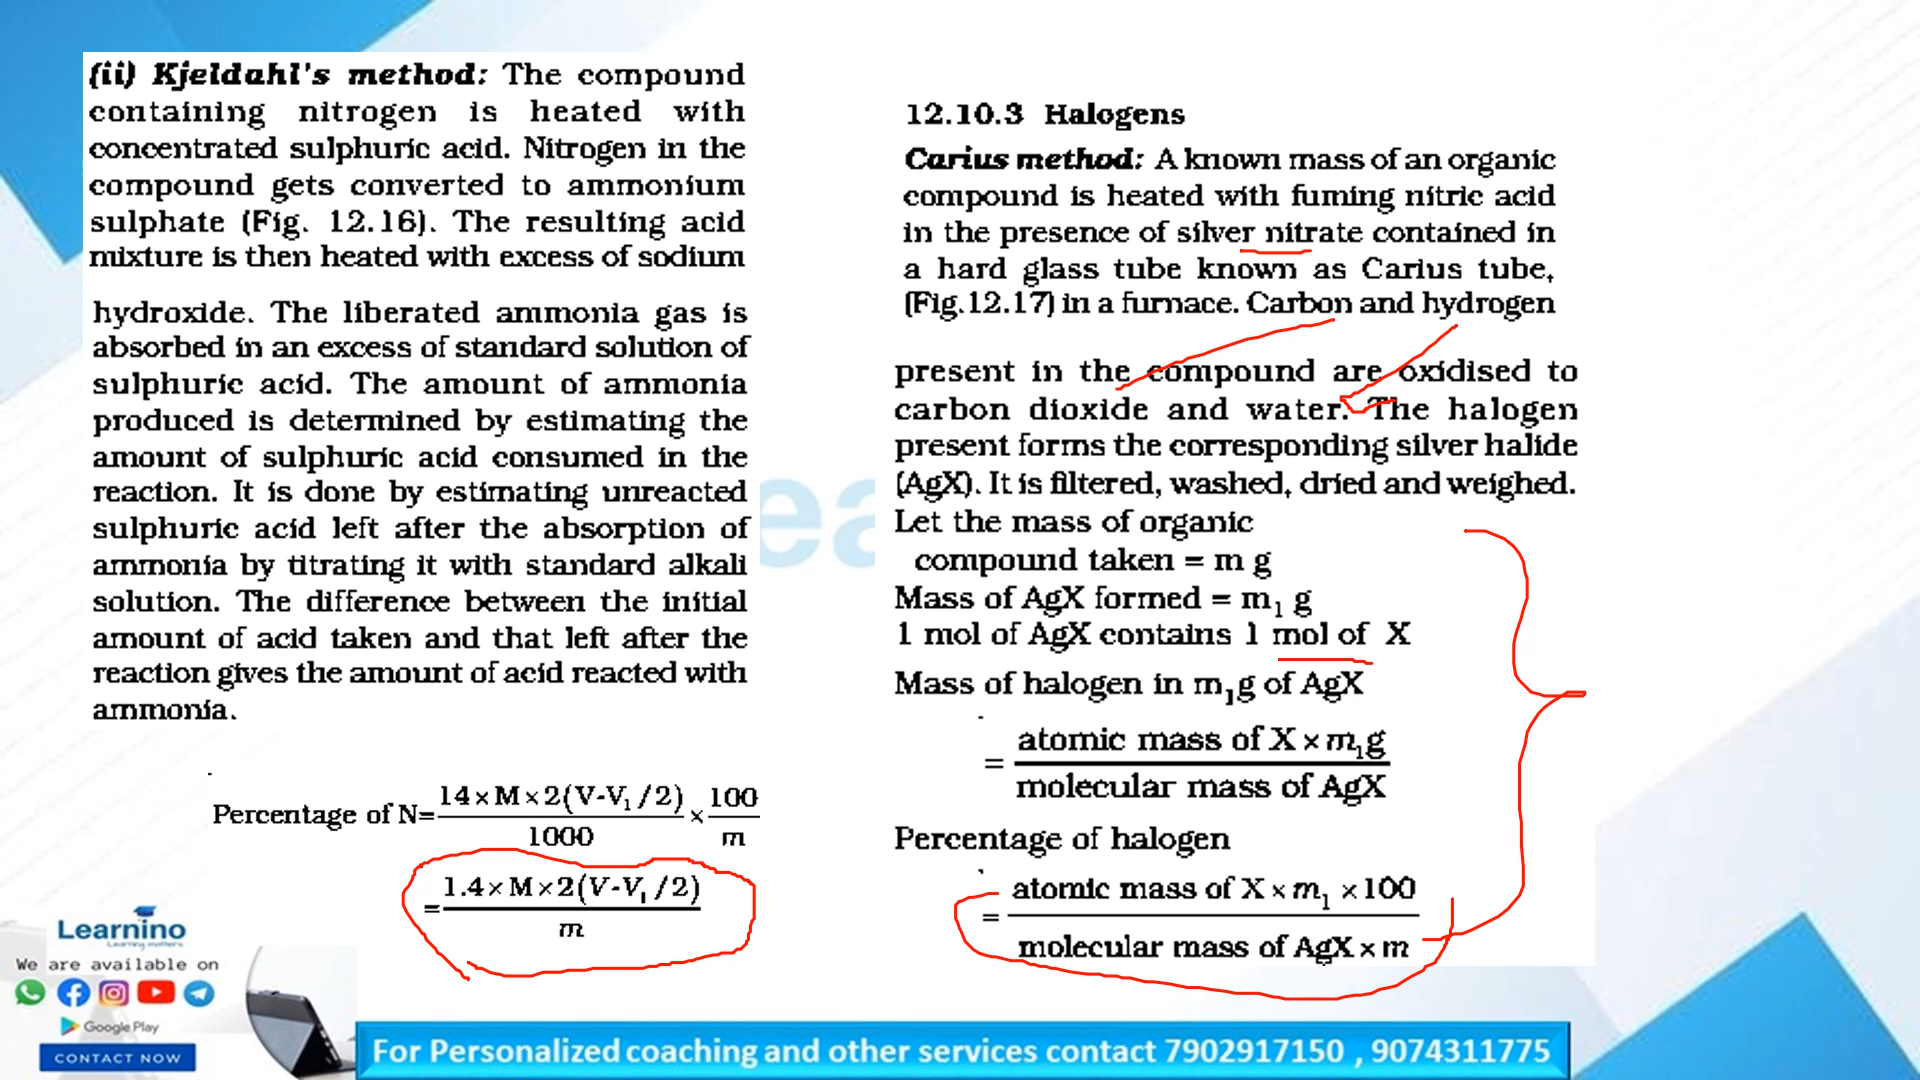 (ii) Kjeldahl's method: The compound
containing nitrogen is heated with
concentrated sulphuric acid. Nitrogen in the
compound gets converted to ammonium
sulphate (Fig. 12.16). The resulting acid
mixture is then heated with excess of sodium
hydroxide. The liberated ammonia gas is
absorbed in an excess of standard solution of
sulphuric acid. The amount of ammonia
produced is determined by estimating the
amount of sulphuric acid consumed in the
reaction. It is done by estimating unreacted
sulphuric acid left after the absorption of
ammonia by titrating it with standard alkali
solution. The difference between the initial
amount of acid taken and that left after the
reaction gives the amount of acid reacted with
ammonia.
Percentage of N= 14×M×2(V-V₁/2) / 1000 × 100 / m
= 1.4×M×2(V-V₁/2) / m
12.10.3 Halogens
Carius method: A known mass of an organic
compound is heated with fuming nitric acid
in the presence of silver nitrate contained in
a hard glass tube known as Carius tube,
(Fig.12.17) in a furnace. Carbon and hydrogen
present in the compound are oxidised to
carbon dioxide and water. The halogen
present forms the corresponding silver halide
(AgX). It is filtered, washed, dried and weighed.
Let the mass of organic
compound taken = m g
Mass of AgX formed = m₁ g
1 mol of AgX contains 1 mol of X
Mass of halogen in m₁g of AgX
= atomic mass of X × m₁g / molecular mass of AgX
Percentage of halogen
= atomic mass of X × m₁ ×100 / molecular mass of AgX × m
Learnino
Learning matters
We are available on
Google Play
CONTACT NOW
For Personalized coaching and other services contact 7902917150 , 9074311775